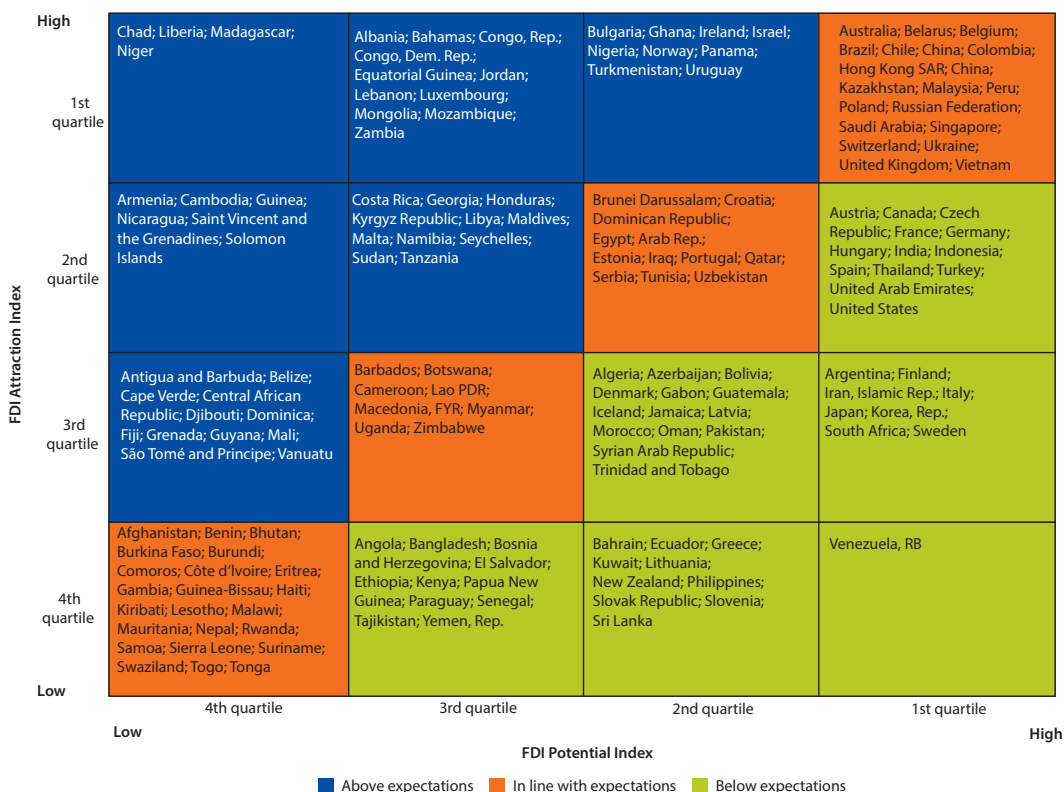 High
Chad; Liberia; Madagascar;
Niger
Albania; Bahamas; Congo, Rep.;
Congo, Dem. Rep.;
Equatorial Guinea; Jordan;
Lebanon; Luxembourg;
Mongolia; Mozambique;
Zambia
Bulgaria; Ghana; Ireland; Israel;
Nigeria; Norway; Panama;
Turkmenistan; Uruguay
Australia; Belarus; Belgium;
Brazil; Chile; China; Colombia;
Hong Kong SAR; China;
Kazakhstan; Malaysia; Peru;
Poland; Russian Federation;
Saudi Arabia; Singapore;
Switzerland; Ukraine;
United Kingdom; Vietnam
1st
quartile
Armenia; Cambodia; Guinea;
Nicaragua; Saint Vincent and
the Grenadines; Solomon
Islands
Costa Rica; Georgia; Honduras;
Kyrgyz Republic; Libya; Maldives;
Malta; Namibia; Seychelles;
Sudan; Tanzania
Brunei Darussalam; Croatia;
Dominican Republic;
Egypt; Arab Rep.;
Estonia; Iraq; Portugal; Qatar;
Serbia; Tunisia; Uzbekistan
Austria; Canada; Czech
Republic; France; Germany;
Hungary; India; Indonesia;
Spain; Thailand; Turkey;
United Arab Emirates;
United States
2nd
quartile
FDI Attraction Index
Antigua and Barbuda; Belize;
Cape Verde; Central African
Republic; Djibouti; Dominica;
Fiji; Grenada; Guyana; Mali;
São Tomé and Principe; Vanuatu
Barbados; Botswana;
Cameroon; Lao PDR;
Macedonia, FYR; Myanmar;
Uganda; Zimbabwe
Algeria; Azerbaijan; Bolivia;
Denmark; Gabon; Guatemala;
Iceland; Jamaica; Latvia;
Morocco; Oman; Pakistan;
Syrian Arab Republic;
Trinidad and Tobago
Argentina; Finland;
Iran, Islamic Rep.; Italy;
Japan; Korea, Rep.;
South Africa; Sweden
3rd
quartile
Afghanistan; Benin; Bhutan;
Burkina Faso; Burundi;
Comoros; Côte d'Ivoire; Eritrea;
Gambia; Guinea-Bissau; Haiti;
Kiribati; Lesotho; Malawi;
Mauritania; Nepal; Rwanda;
Samoa; Sierra Leone; Suriname;
Swaziland; Togo; Tonga
Angola; Bangladesh; Bosnia
and Herzegovina; El Salvador;
Ethiopia; Kenya; Papua New
Guinea; Paraguay; Senegal;
Tajikistan; Yemen, Rep.
Bahrain; Ecuador; Greece;
Kuwait; Lithuania;
New Zealand; Philippines;
Slovak Republic; Slovenia;
Sri Lanka
Venezuela, RB
4th
quartile
Low
4th quartile
3rd quartile
2nd quartile
1st quartile
Low
High
FDI Potential Index
Above expectations
In line with expectations
Below expectations